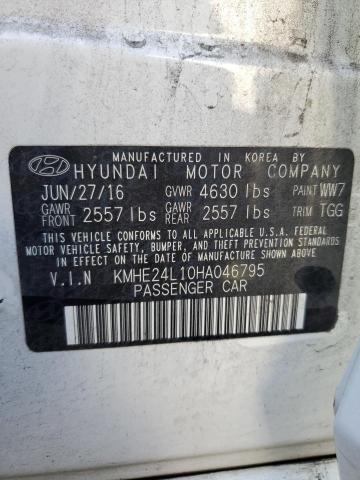 MANUFACTURED IN KOREA BY
HYUNDAI MOTOR COMPANY
JUN/27/16 GVWR 4630 lbs PAINT WW7
GAWR FRONT 2557 lbs GAWR REAR 2557 lbs TRIM TGG
THIS VEHICLE CONFORMS TO ALL APPLICABLE U.S.A. FEDERAL
MOTOR VEHICLE SAFETY, BUMPER, AND THEFT PREVENTION STANDARDS
IN EFFECT ON THE DATE OF MANUFACTURE SHOWN ABOVE.
V.I.N KMHE24L10HA046795
PASSENGER CAR